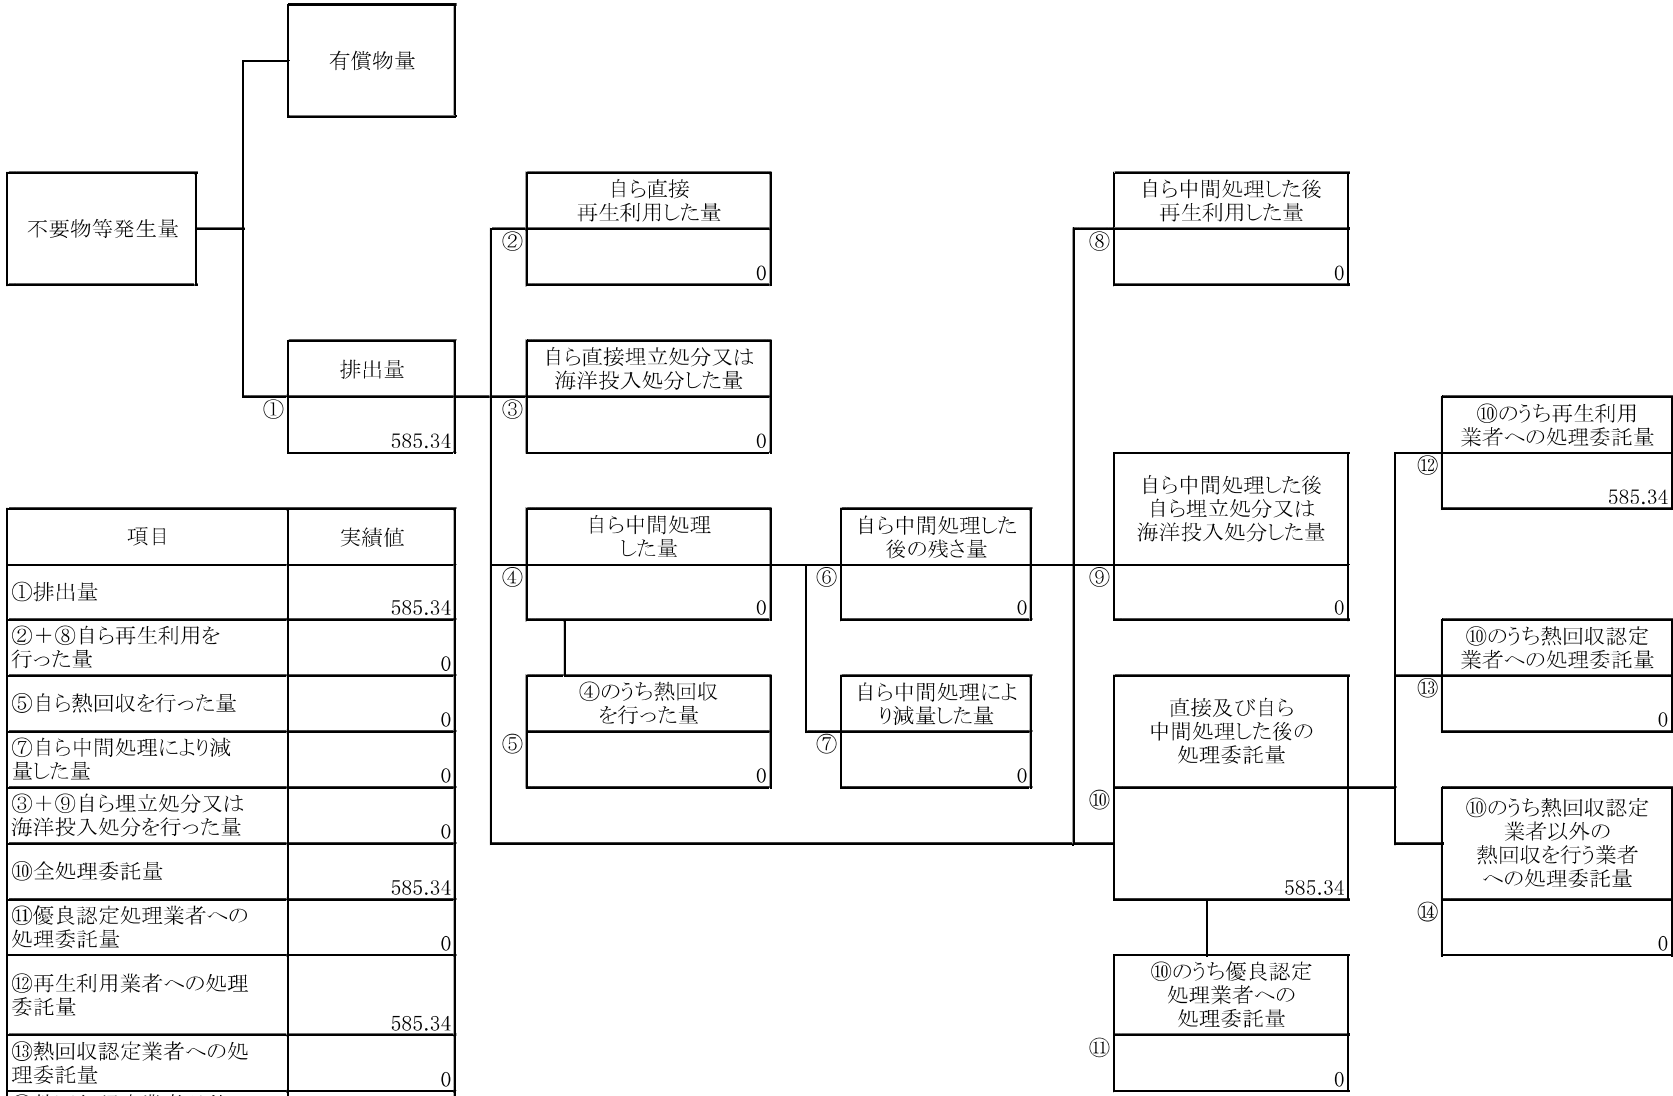 有償物量
不要物等発生量
自ら直接
再生利用した量
②
0
自ら中間処理した後
再生利用した量
⑧
0
排出量
①
585.34
自ら直接埋立処分又は
海洋投入処分した量
③
0
⑩のうち再生利用
業者への処理委託量
⑫
585.34
自ら中間処理
した量
④
0
自ら中間処理した
後の残さ量
⑥
0
自ら中間処理した後
自ら埋立処分又は
海洋投入処分した量
⑨
0
⑩のうち熱回収認定
業者への処理委託量
⑬
0
④のうち熱回収
を行った量
⑤
0
自ら中間処理によ
り減量した量
⑦
0
直接及び自ら
中間処理した後の
処理委託量
⑩
585.34
⑩のうち熱回収認定
業者以外の
熱回収を行う業者
への処理委託量
⑭
0
⑩のうち優良認定
処理業者への
処理委託量
⑪
0
項目 実績値
①排出量
585.34
②＋⑧自ら再生利用を
行った量
0
⑤自ら熱回収を行った量
0
⑦自ら中間処理により減
量した量
0
③＋⑨自ら埋立処分又は
海洋投入処分を行った量
0
⑩全処理委託量
585.34
⑪優良認定処理業者への
処理委託量
0
⑫再生利用業者への処理
委託量
585.34
⑬熱回収認定業者への処
理委託量
0